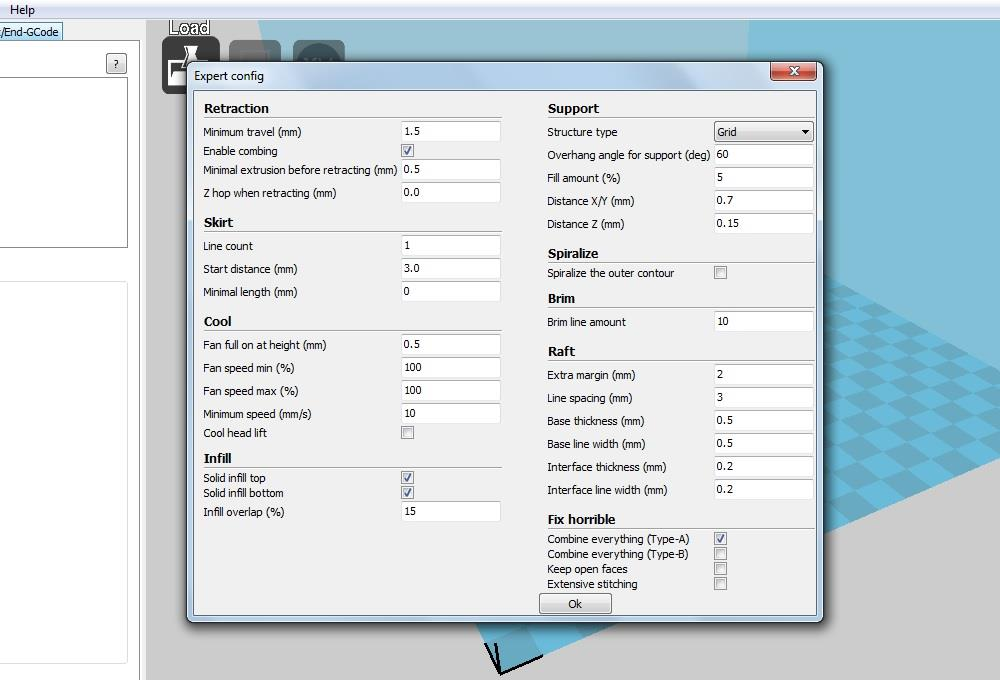 Help
:/End-GCode
Load
?
Expert config
X
Retraction
Minimum travel (mm) 1.5
Enable combing
Minimal extrusion before retracting (mm) 0.5
Z hop when retracting (mm) 0.0
Skirt
Line count 1
Start distance (mm) 3.0
Minimal length (mm) 0
Cool
Fan full on at height (mm) 0.5
Fan speed min (%) 100
Fan speed max (%) 100
Minimum speed (mm/s) 10
Cool head lift
Infill
Solid infill top
Solid infill bottom
Infill overlap (%) 15
Support
Structure type Grid
Overhang angle for support (deg) 60
Fill amount (%) 5
Distance X/Y (mm) 0.7
Distance Z (mm) 0.15
Spiralize
Spiralize the outer contour
Brim
Brim line amount 10
Raft
Extra margin (mm) 2
Line spacing (mm) 3
Base thickness (mm) 0.5
Base line width (mm) 0.5
Interface thickness (mm) 0.2
Interface line width (mm) 0.2
Fix horrible
Combine everything (Type-A)
Combine everything (Type-B)
Keep open faces
Extensive stitching
Ok